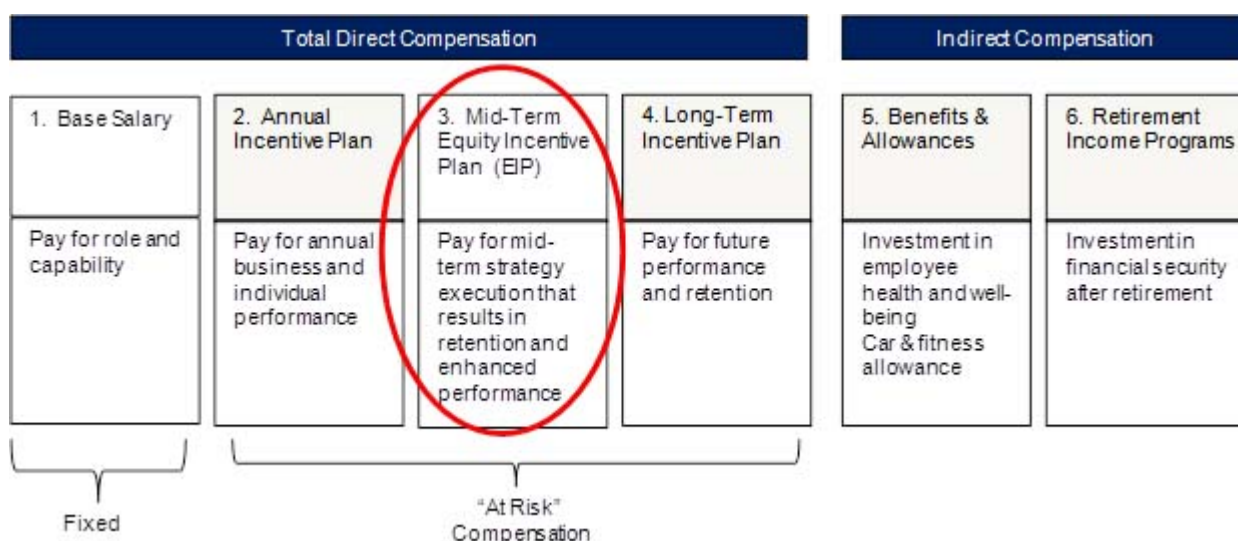 Total Direct Compensation
Indirect Compensation
1. Base Salary
2. Annual
Incentive Plan
3. Mid-Term
Equity Incentive
Plan (EIP)
4. Long-Term
Incentive Plan
5. Benefits &
Allowances
6. Retirement
Income Programs
Pay for role and
capability
Pay for annual
business and
individual
performance
Pay for mid-
term strategy
execution that
results in
retention and
enhanced
performance
Pay for future
performance
and retention
Investment in
employee
health and well-
being
Car & fitness
allowance
Investment in
financial security
after retirement
Fixed
“At Risk”
Compensation